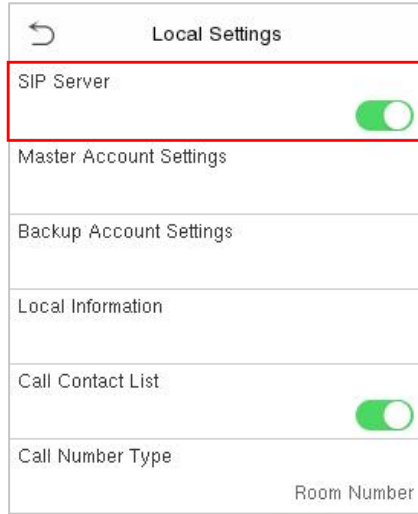 Local Settings
SIP Server
Master Account Settings
Backup Account Settings
Local Information
Call Contact List
Call Number Type
Room Number